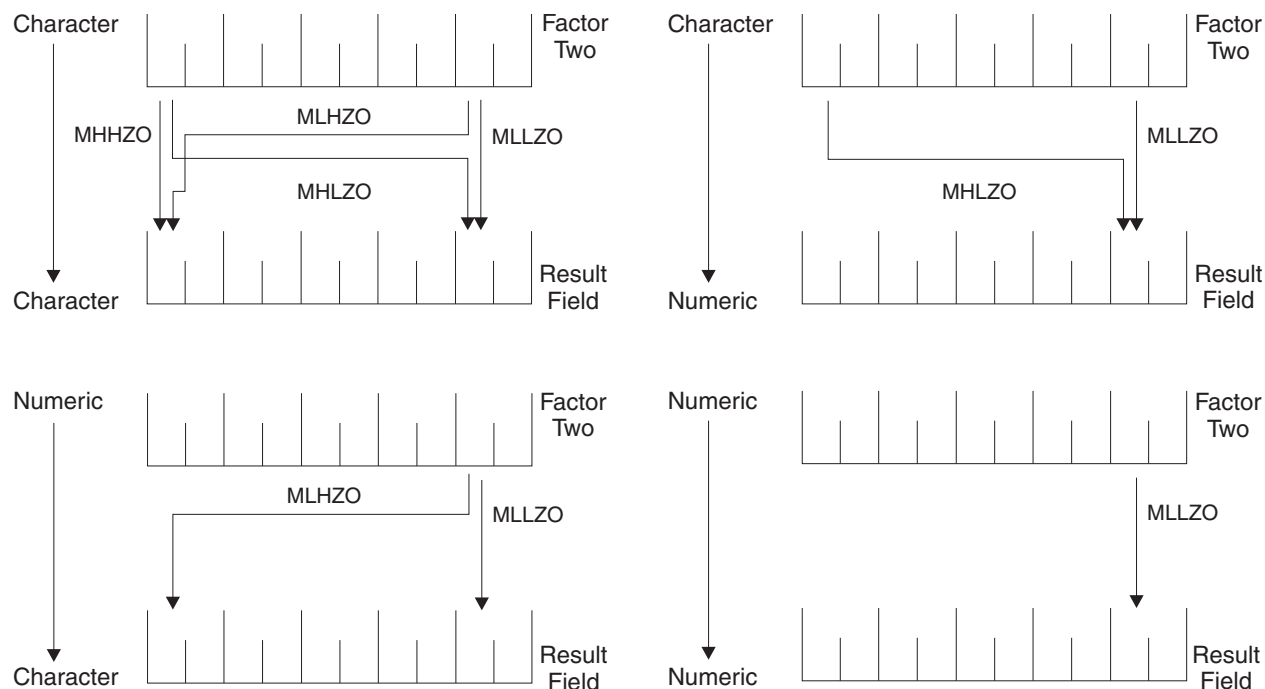 Character
Factor
Two
MHHZO
MLHZO
MLLZO
MHLZO
Character
Result
Field
Character
Factor
Two
MLLZO
MHLZO
Numeric
Result
Field
Numeric
Factor
Two
MLHZO
MLLZO
Character
Result
Field
Numeric
Factor
Two
MLLZO
Numeric
Result
Field